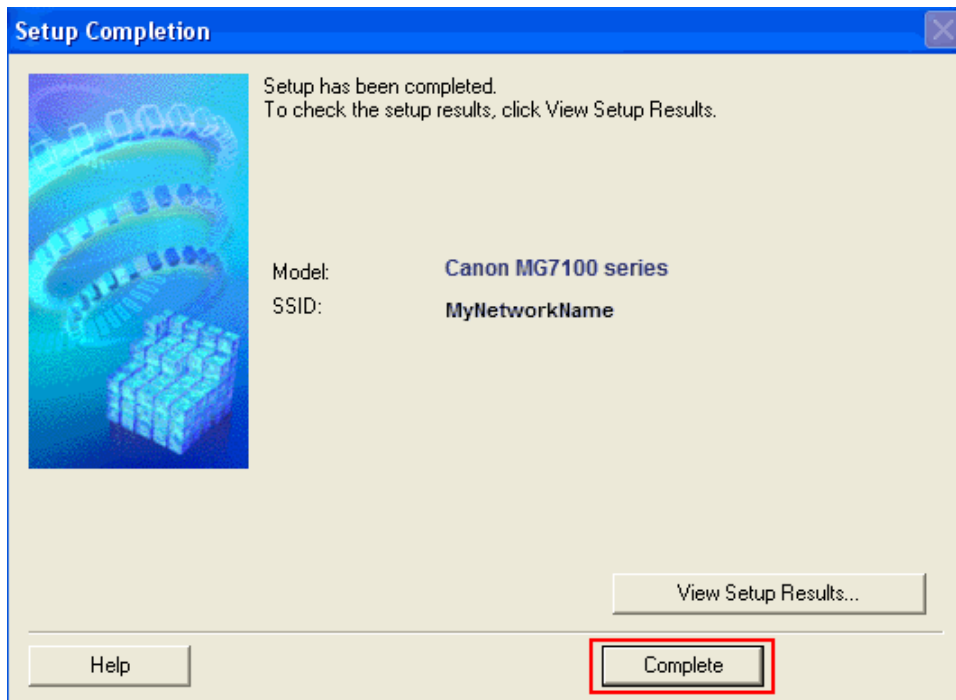 Setup Completion
Setup has been completed.
To check the setup results, click View Setup Results.
Model: Canon MG7100 series
SSID: MyNetworkName
View Setup Results...
Help Complete